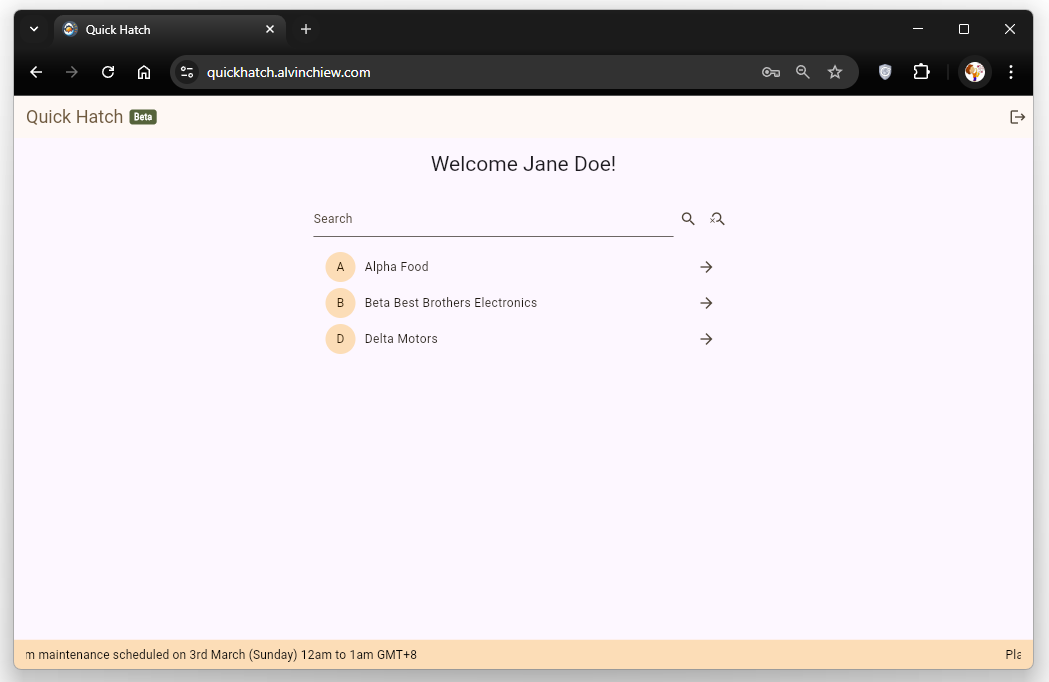 Quick Hatch
quickhatch.alvinchiew.com
Quick Hatch Beta
Welcome Jane Doe!
Search
A Alpha Food
B Beta Best Brothers Electronics
D Delta Motors
m maintenance scheduled on 3rd March (Sunday) 12am to 1am GMT+8 Pla